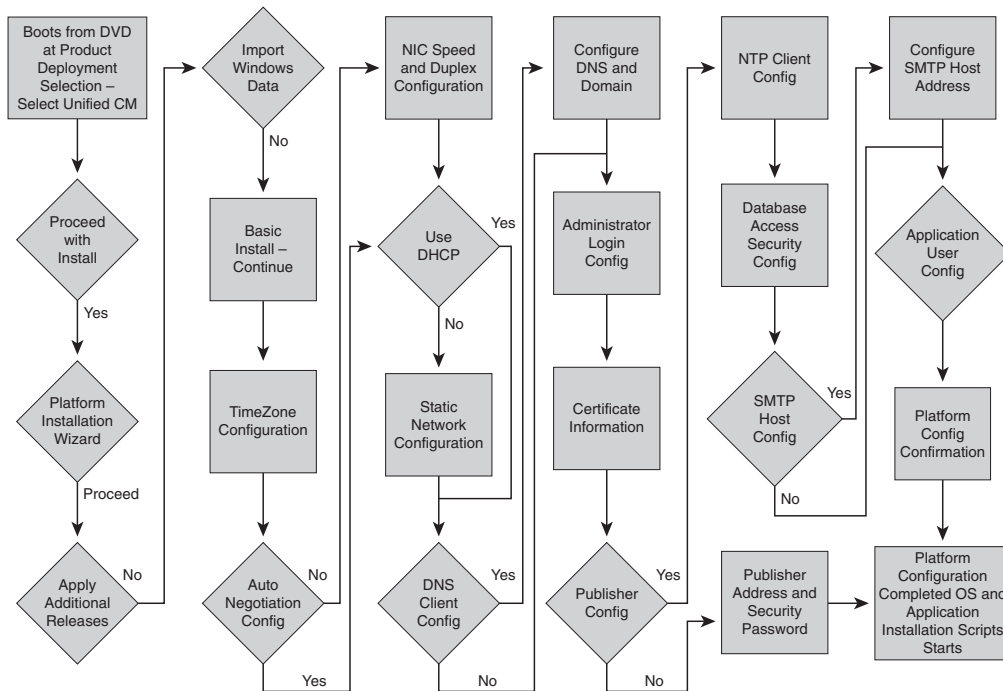 Boots from DVD
at Product
Deployment
Selection –
Select Unified CM
Proceed
with
Install
Yes
Platform
Installation
Wizard
Proceed
Apply
Additional
Releases
No
Import
Windows
Data
No
Basic
Install –
Continue
TimeZone
Configuration
Auto
Negotiation
Config
No
Yes
NIC Speed
and Duplex
Configuration
Use
DHCP
Yes
No
Static
Network
Configuration
DNS
Client
Config
Yes
No
Configure
DNS and
Domain
Administrator
Login
Config
Certificate
Information
Publisher
Config
Yes
No
NTP Client
Config
Database
Access
Security
Config
SMTP
Host
Config
Yes
No
Publisher
Address and
Security
Password
Configure
SMTP Host
Address
Application
User
Config
Platform
Config
Confirmation
Platform
Configuration
Completed OS and
Application
Installation Scripts
Starts